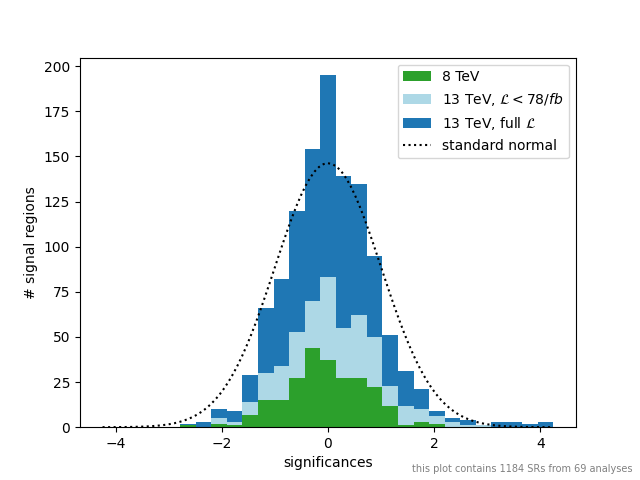 200
175
150
125
100
75
50
25
0
# signal regions
8 TeV
13 TeV, ℒ < 78/fb
13 TeV, full ℒ
standard normal
−4 −2 0 2 4
significances
this plot contains 1184 SRs from 69 analyses